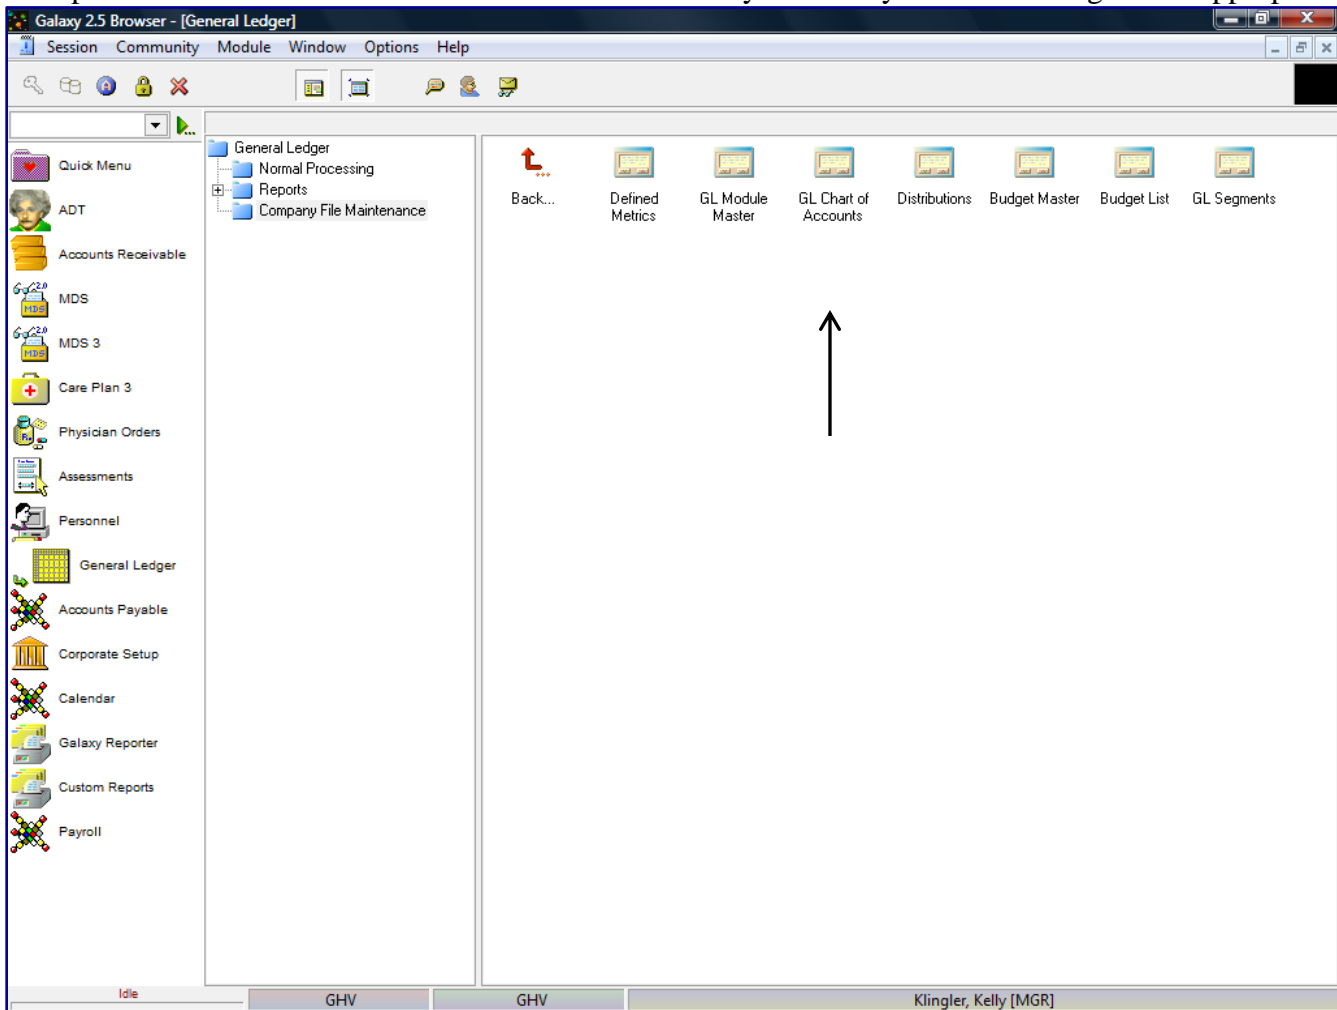 Galaxy 2.5 Browser - [General Ledger]
Session Community Module Window Options Help
Quick Menu
ADT
Accounts Receivable
MDS
MDS 3
Care Plan 3
Physician Orders
Assessments
Personnel
General Ledger
Accounts Payable
Corporate Setup
Calendar
Galaxy Reporter
Custom Reports
Payroll
General Ledger
Normal Processing
Reports
Company File Maintenance
Back...
Defined
Metrics
GL Module
Master
GL Chart of
Accounts
Distributions
Budget Master
Budget List
GL Segments
Idle
GHV
GHV
Klingler, Kelly [MGR]